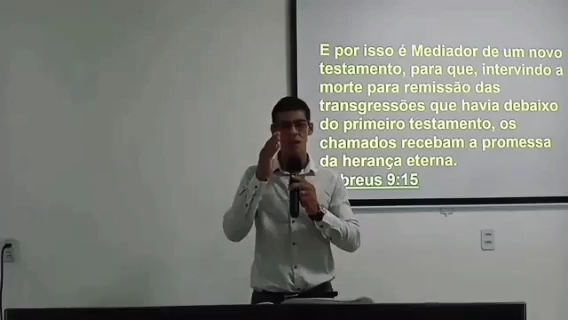 E por isso é Mediador de um novo
testamento, para que, intervindo a
morte para remissão das
transgressões que havia debaixo
do primeiro testamento, os
chamados recebam a promessa
da herança eterna.
breus 9:15